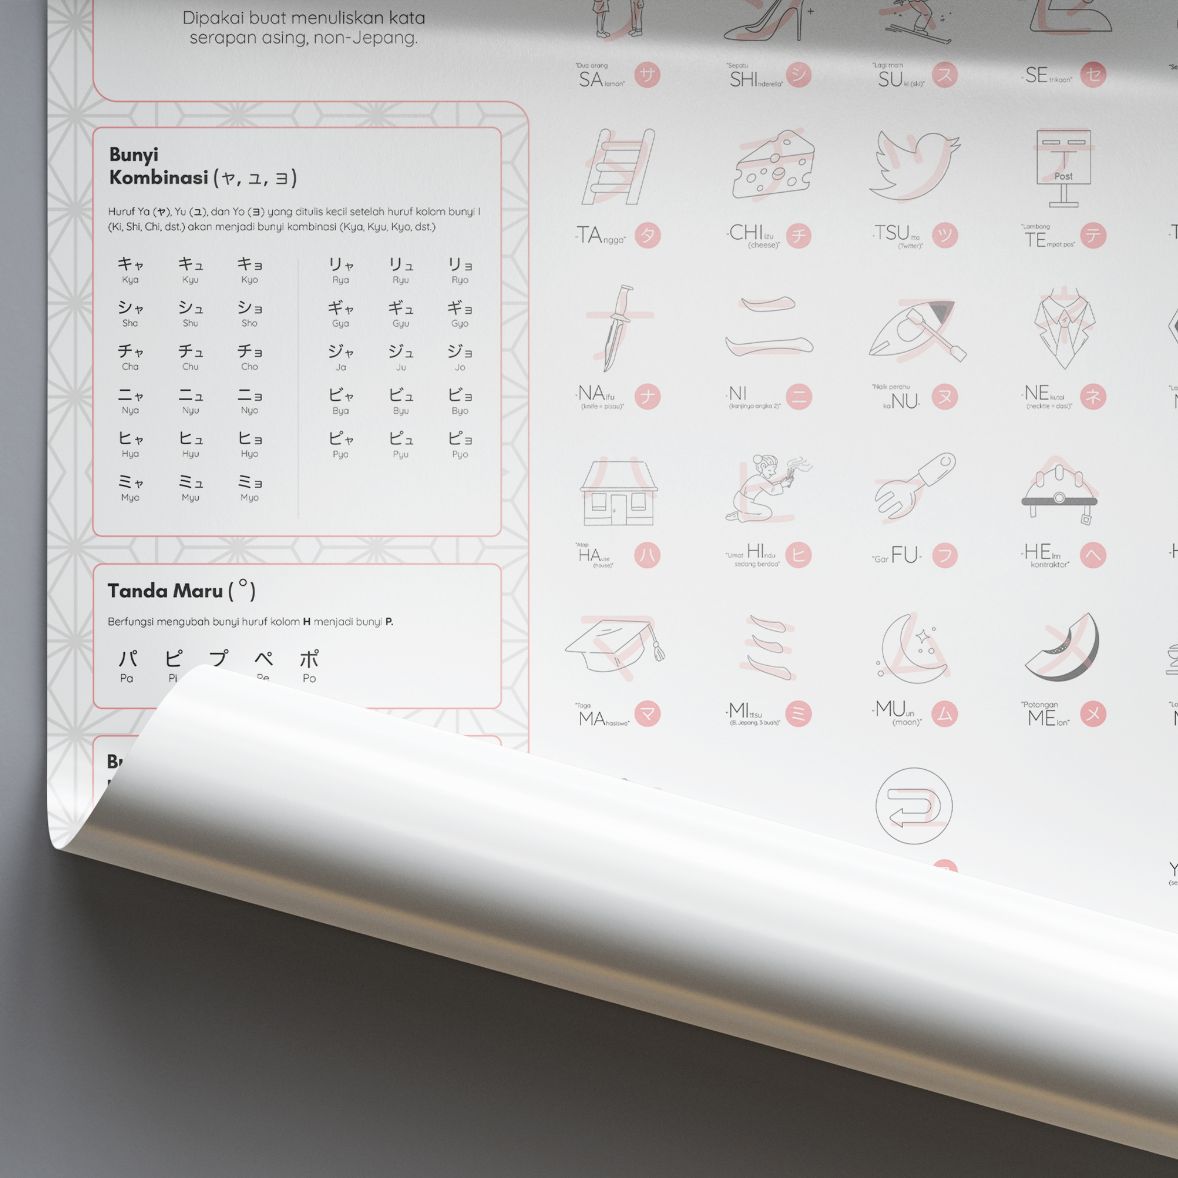 Dipakai buat menuliskan kata
serapan asing, non-Jepang.
Bunyi
Kombinasi (ャ, ュ, ョ)
Huruf Ya (ャ), Yu (ュ), dan Yo (ョ) yang ditulis kecil setelah huruf kolom bunyi I
(Ki, Shi, Chi, dst.) akan menjadi bunyi kombinasi (Kya, Kyu, Kyo, dst.)
キャ キュ キョ リャ リュ リョ
Kya Kyu Kyo Rya Ryu Ryo
シャ シュ ショ ギャ ギュ ギョ
Sha Shu Sho Gya Gyu Gyo
チャ チュ チョ ジャ ジュ ジョ
Cha Chu Cho Ja Ju Jo
ニャ ニュ ニョ ビャ ビュ ビョ
Nya Nyu Nyo Bya Byu Byo
ヒャ ヒュ ヒョ ピャ ピュ ピョ
Hya Hyu Hyo Pya Pyu Pyo
ミャ ミュ ミョ
Mya Myu Myo
Tanda Maru (°)
Berfungsi mengubah bunyi huruf kolom H menjadi bunyi P.
パ ピ プ ペ ポ
Pa Pi Pe Po
"Dua orang
SAlaman" サ
"Sepatu
SHInderella" シ
"Lagi main
SUki (ski)" ス
"SEtrikaan" セ
"TAngga" タ
"CHIizu
(cheese)" チ
"TSUitta
(Twitter)" ツ
Post
"Lambang
TEmpat pos" テ
"NAifu
(knife = pisau)" ナ
"NI
(kanjinya angka 2)" ニ
"Naik perahu
kaNU" ヌ
"NEkutai
(necktie = dasi)" ネ
"Atap
HAuse
(house)" ハ
"Umat HIndu
sedang berdoa" ヒ
"Gar FU" フ
"HElm
kontraktor" ヘ
"Toga
MAhasiswa" マ
"MIttsu
(B. Jepang, 3 buah)" ミ
"MUun
(moon)" ム
"Potongan
MElon" メ